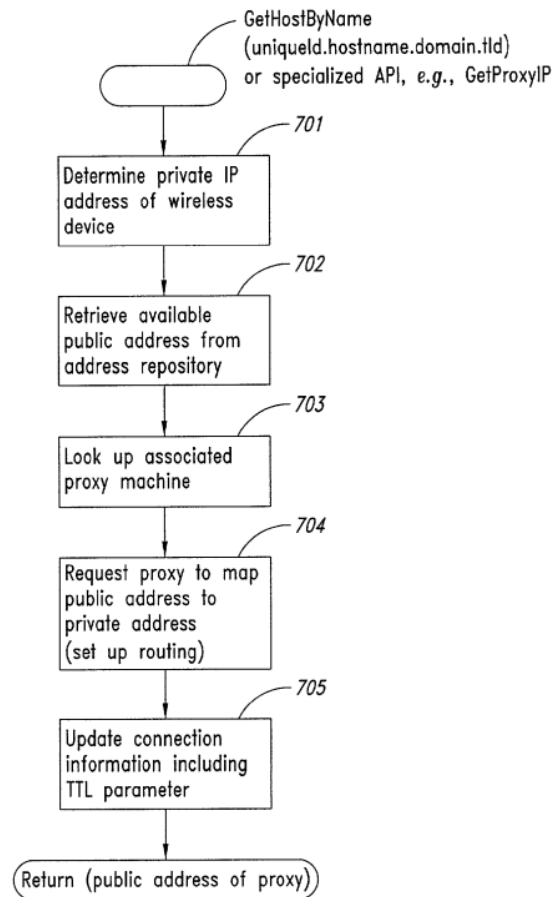 GetHostByName
(uniqueId.hostname.domain.tld)
or specialized API, e.g., GetProxyIP
701
Determine private IP
address of wireless
device
702
Retrieve available
public address from
address repository
703
Look up associated
proxy machine
704
Request proxy to map
public address to
private address
(set up routing)
705
Update connection
information including
TTL parameter
Return (public address of proxy)